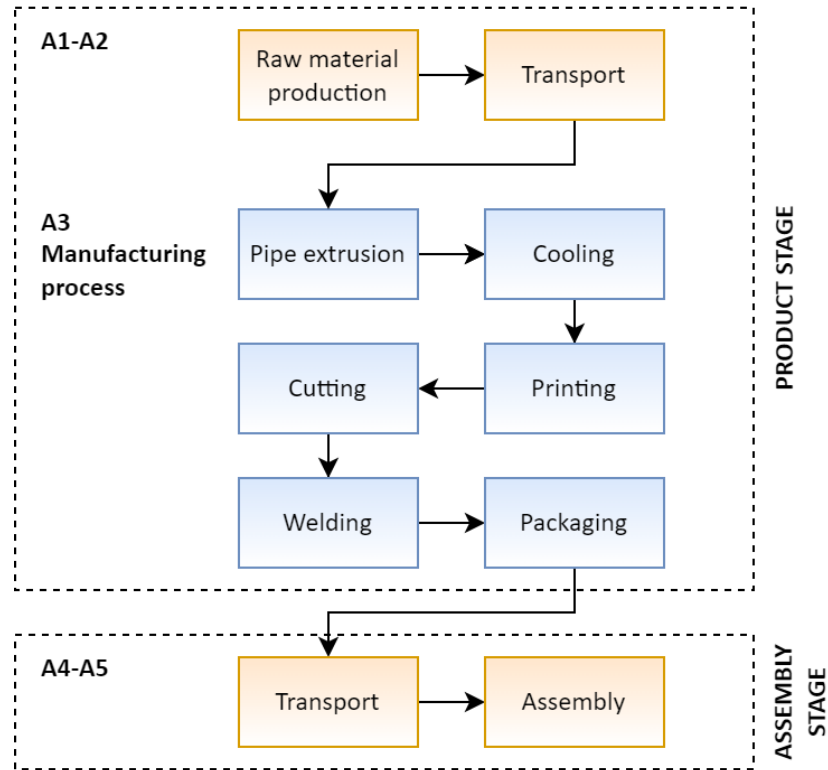 A1-A2
Raw material
production
Transport
A3
Manufacturing
process
Pipe extrusion
Cooling
Cutting
Printing
Welding
Packaging
PRODUCT STAGE
A4-A5
Transport
Assembly
ASSEMBLY
STAGE